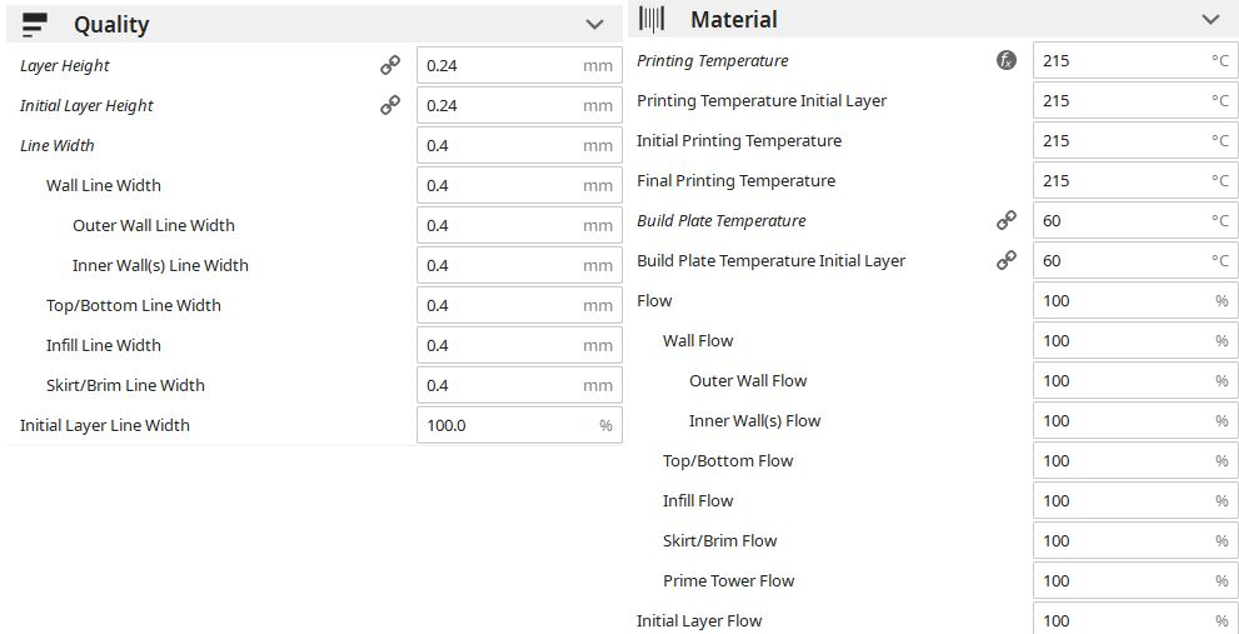 Quality
Layer Height 0.24 mm
Initial Layer Height 0.24 mm
Line Width 0.4 mm
Wall Line Width 0.4 mm
Outer Wall Line Width 0.4 mm
Inner Wall(s) Line Width 0.4 mm
Top/Bottom Line Width 0.4 mm
Infill Line Width 0.4 mm
Skirt/Brim Line Width 0.4 mm
Initial Layer Line Width 100.0 %
Material
Printing Temperature fx 215 °C
Printing Temperature Initial Layer 215 °C
Initial Printing Temperature 215 °C
Final Printing Temperature 215 °C
Build Plate Temperature 60 °C
Build Plate Temperature Initial Layer 60 °C
Flow 100 %
Wall Flow 100 %
Outer Wall Flow 100 %
Inner Wall(s) Flow 100 %
Top/Bottom Flow 100 %
Infill Flow 100 %
Skirt/Brim Flow 100 %
Prime Tower Flow 100 %
Initial Layer Flow 100 %